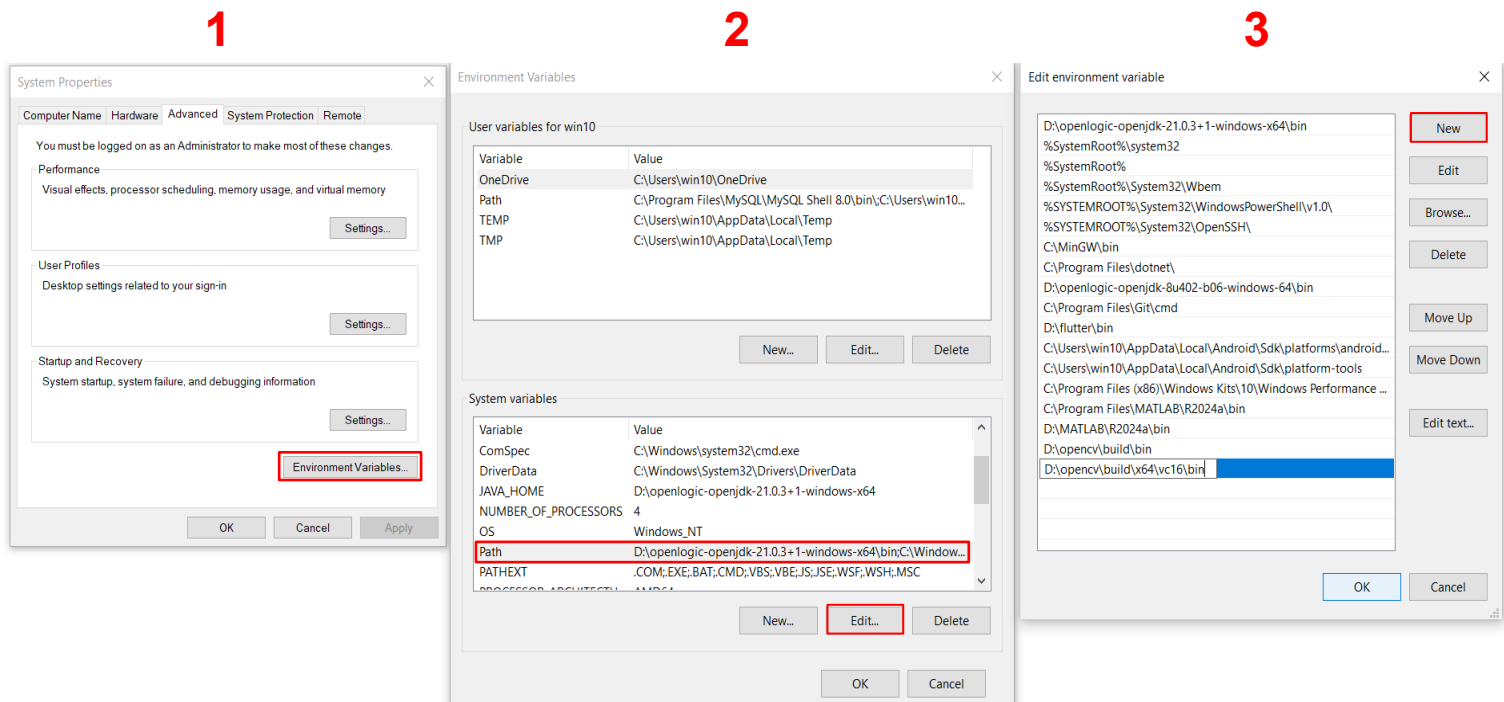 1
2
3
System Properties
Computer Name Hardware Advanced System Protection Remote
You must be logged on as an Administrator to make most of these changes.
Performance
Visual effects, processor scheduling, memory usage, and virtual memory
Settings...
User Profiles
Desktop settings related to your sign-in
Settings...
Startup and Recovery
System startup, system failure, and debugging information
Settings...
Environment Variables...
OK Cancel Apply
Environment Variables
User variables for win10
Variable Value
OneDrive C:\Users\win10\OneDrive
Path C:\Program Files\MySQL\MySQL Shell 8.0\bin\;C:\Users\win10...
TEMP C:\Users\win10\AppData\Local\Temp
TMP C:\Users\win10\AppData\Local\Temp
New... Edit... Delete
System variables
Variable Value
ComSpec C:\Windows\system32\cmd.exe
DriverData C:\Windows\System32\Drivers\DriverData
JAVA_HOME D:\openlogic-openjdk-21.0.3+1-windows-x64
NUMBER_OF_PROCESSORS 4
OS Windows_NT
Path D:\openlogic-openjdk-21.0.3+1-windows-x64\bin;C:\Window...
PATHEXT .COM;.EXE;.BAT;.CMD;.VBS;.VBE;.JS;.JSE;.WSF;.WSH;.MSC
New... Edit... Delete
OK Cancel
Edit environment variable
D:\openlogic-openjdk-21.0.3+1-windows-x64\bin
%SystemRoot%\system32
%SystemRoot%
%SystemRoot%\System32\Wbem
%SYSTEMROOT%\System32\WindowsPowerShell\v1.0\
%SYSTEMROOT%\System32\OpenSSH\
C:\MinGW\bin
C:\Program Files\dotnet\
D:\openlogic-openjdk-8u402-b06-windows-64\bin
C:\Program Files\Git\cmd
D:\flutter\bin
C:\Users\win10\AppData\Local\Android\Sdk\platforms\android...
C:\Users\win10\AppData\Local\Android\Sdk\platform-tools
C:\Program Files (x86)\Windows Kits\10\Windows Performance ...
C:\Program Files\MATLAB\R2024a\bin
D:\MATLAB\R2024a\bin
D:\opencv\build\bin
D:\opencv\build\x64\vc16\bin
New
Edit
Browse...
Delete
Move Up
Move Down
Edit text...
OK Cancel